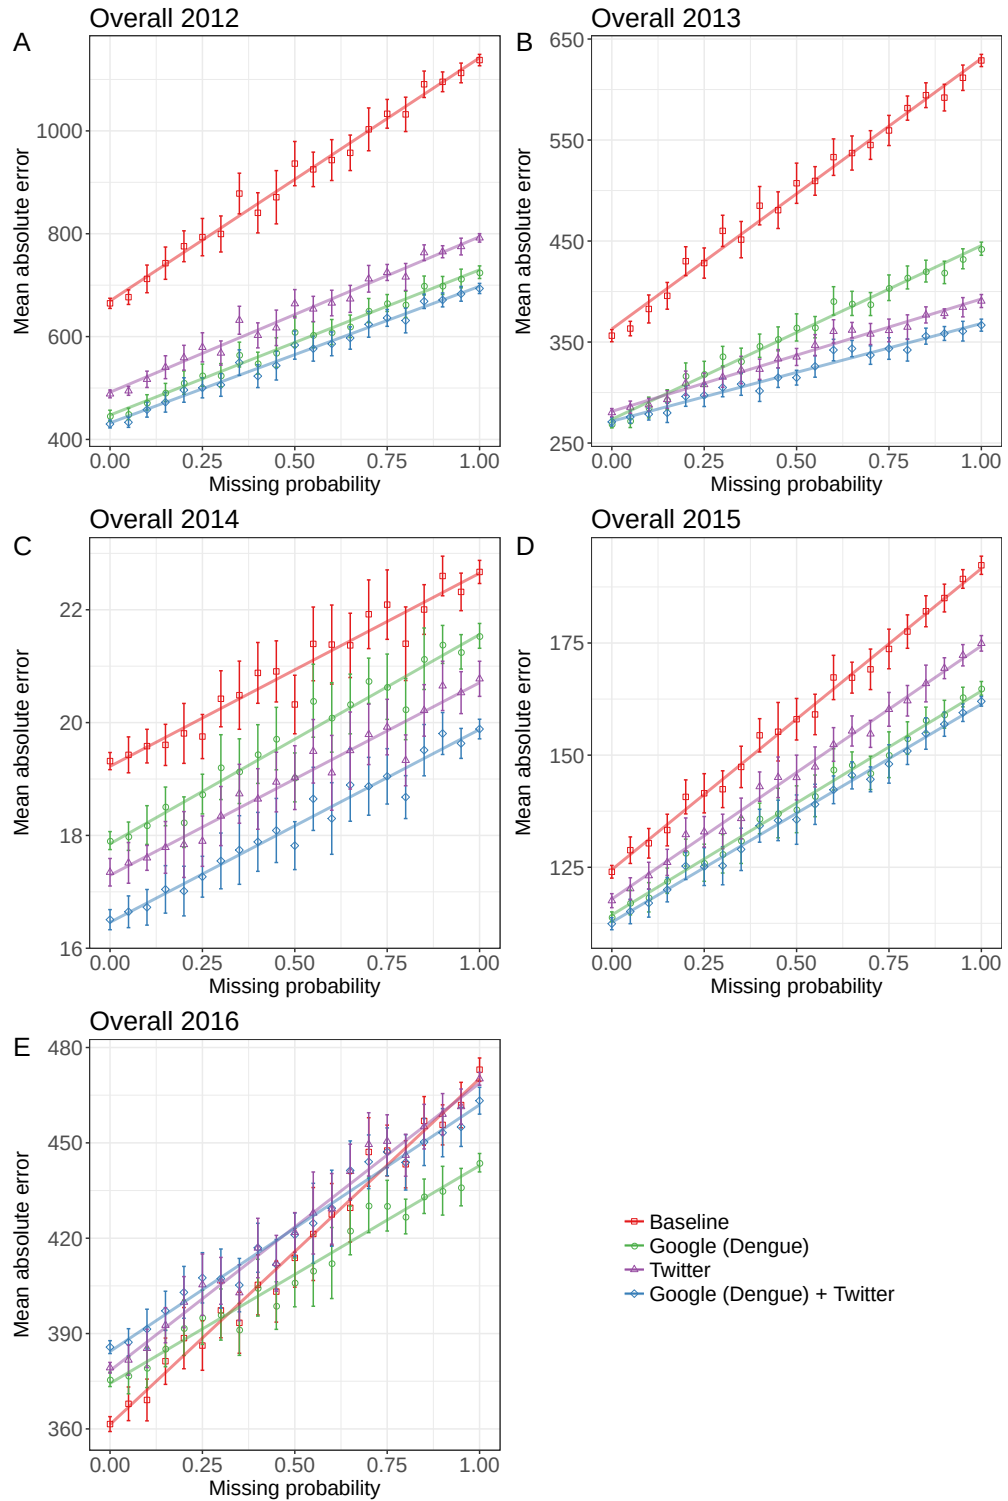 Overall 2012
A
1000
800
600
400
Mean absolute error
0.00 0.25 0.50 0.75 1.00
Missing probability
Overall 2013
B
650
550
450
350
250
Mean absolute error
0.00 0.25 0.50 0.75 1.00
Missing probability
Overall 2014
C
22
20
18
16
Mean absolute error
0.00 0.25 0.50 0.75 1.00
Missing probability
Overall 2015
D
175
150
125
Mean absolute error
0.00 0.25 0.50 0.75 1.00
Missing probability
Overall 2016
E
480
450
420
390
360
Mean absolute error
0.00 0.25 0.50 0.75 1.00
Missing probability
Baseline
Google (Dengue)
Twitter
Google (Dengue) + Twitter